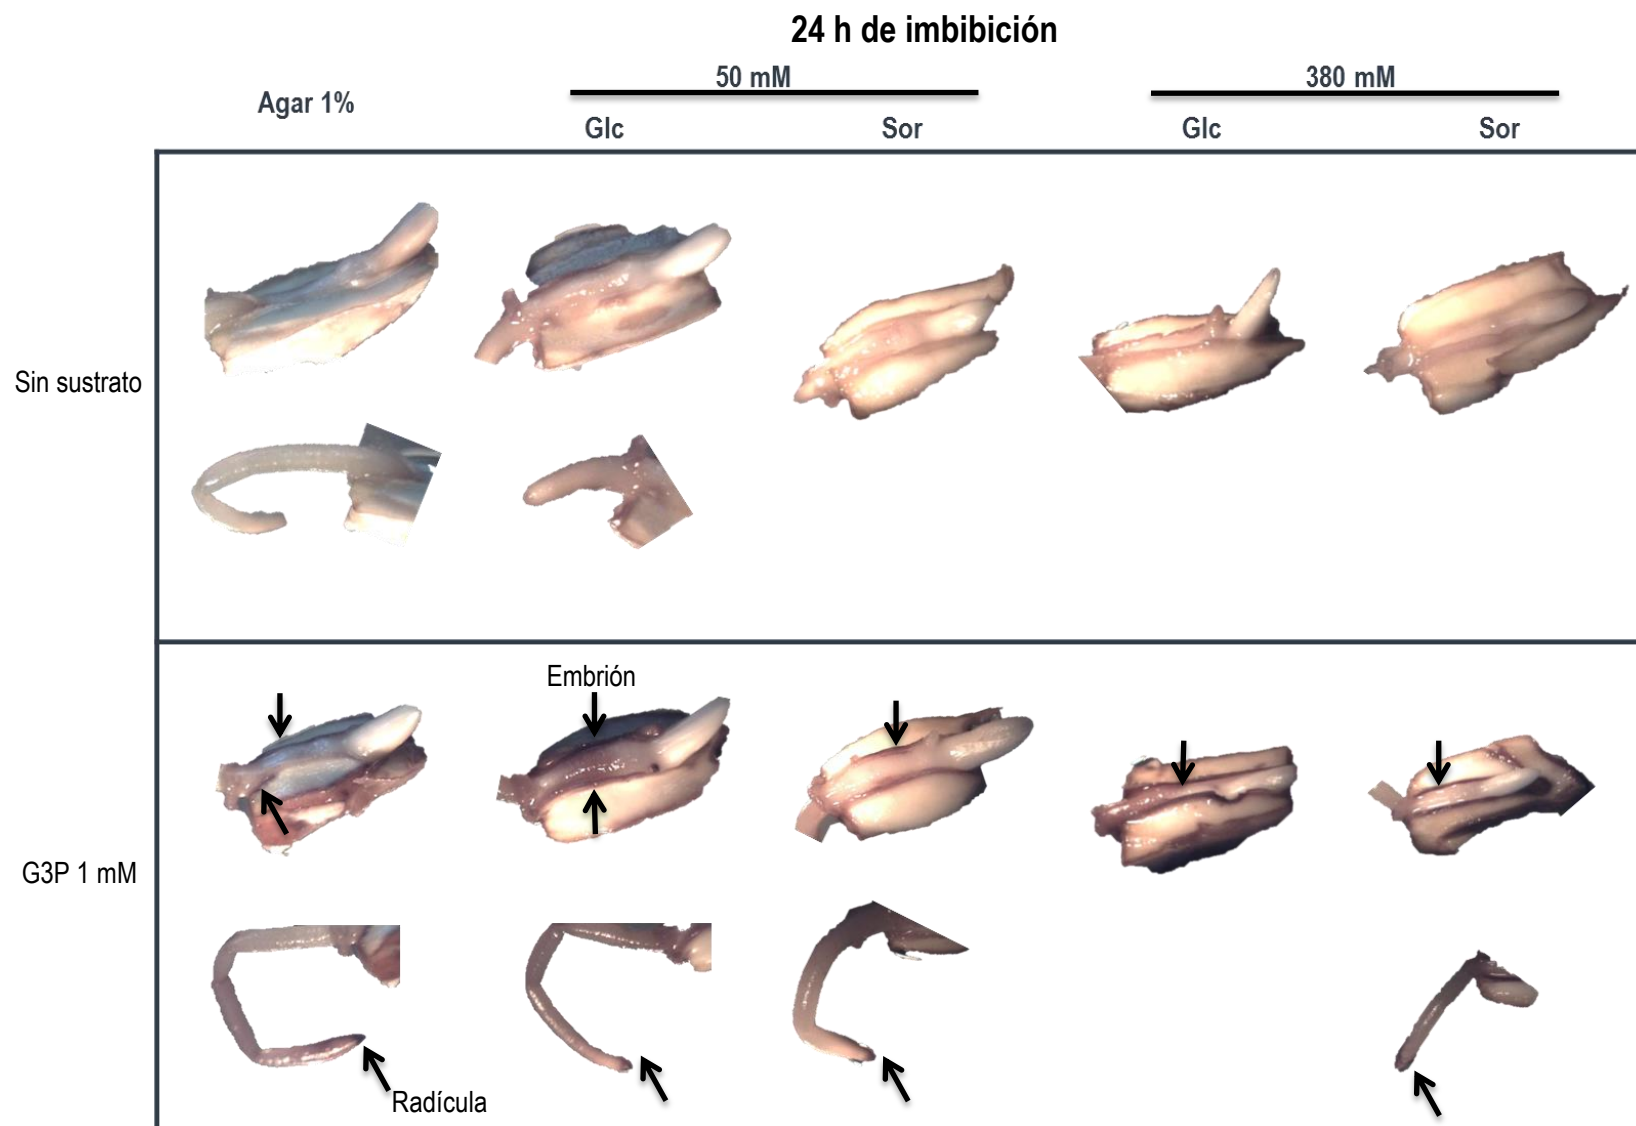 24 h de imbibición
50 mM
380 mM
Agar 1%
Glc
Sor
Glc
Sor
Sin sustrato
Embrión
G3P 1 mM
Radícula